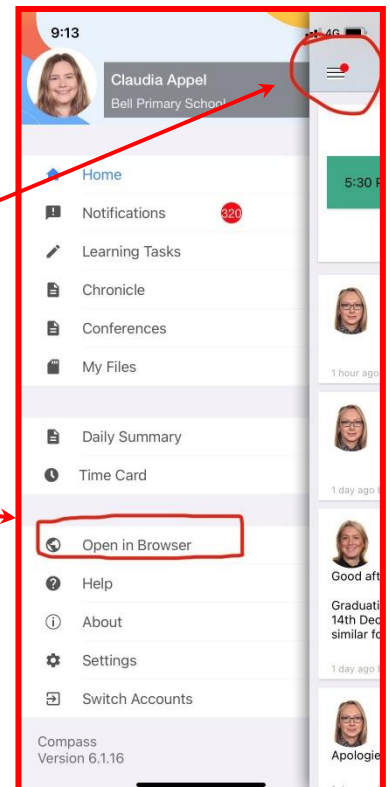 9:13
4G
Claudia Appel
Bell Primary School
Home
Notifications 320
Learning Tasks
Chronicle
Conferences
My Files
Daily Summary
Time Card
Open in Browser
Help
About
Settings
Switch Accounts
Compass
Version 6.1.16
5:30
1 hour ago
1 day ago
Good aft
Graduati
14th Dec
similar fo
1 day ago
Apologie